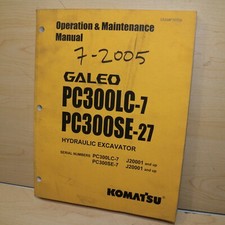 Operation & Maintenance
Manual
7-2005
GALEO
PC300LC-7
PC300SE-27
HYDRAULIC EXCAVATOR
SERIAL NUMBERS PC300LC-7 J20001 and up
PC300SE-7 J20001 and up
KOMATSU